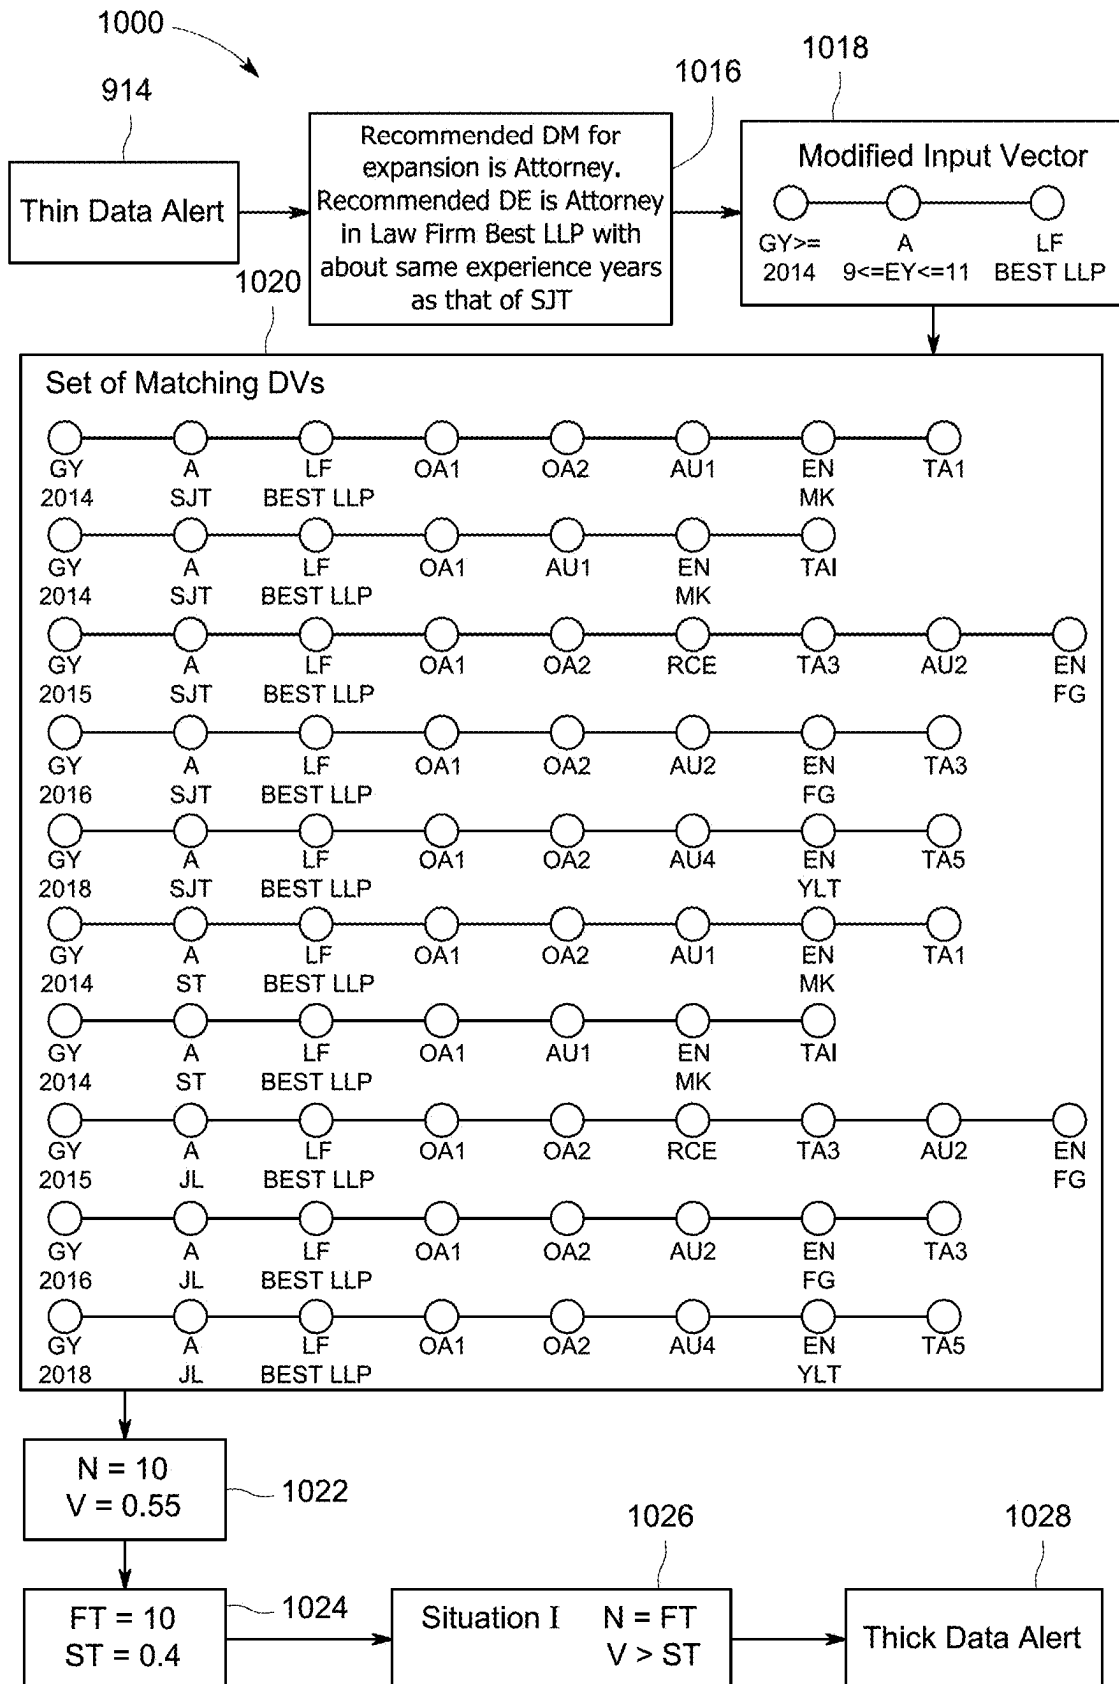 1000
914
1016
1018
Thin Data Alert
Recommended DM for
expansion is Attorney.
Recommended DE is Attorney
in Law Firm Best LLP with
about same experience years
as that of SJT
Modified Input Vector
GY>= A LF
2014 9<=EY<=11 BEST LLP
1020
Set of Matching DVs
GY A LF OA1 OA2 AU1 EN TA1
2014 SJT BEST LLP MK
GY A LF OA1 AU1 EN TAI
2014 SJT BEST LLP MK
GY A LF OA1 OA2 RCE TA3 AU2 EN
2015 SJT BEST LLP FG
GY A LF OA1 OA2 AU2 EN TA3
2016 SJT BEST LLP FG
GY A LF OA1 OA2 AU4 EN TA5
2018 SJT BEST LLP YLT
GY A LF OA1 OA2 AU1 EN TA1
2014 ST BEST LLP MK
GY A LF OA1 AU1 EN TAI
2014 ST BEST LLP MK
GY A LF OA1 OA2 RCE TA3 AU2 EN
2015 JL BEST LLP FG
GY A LF OA1 OA2 AU2 EN TA3
2016 JL BEST LLP FG
GY A LF OA1 OA2 AU4 EN TA5
2018 JL BEST LLP YLT
N = 10
V = 0.55
1022
FT = 10
ST = 0.4
1024
1026
Situation I N = FT
V > ST
1028
Thick Data Alert